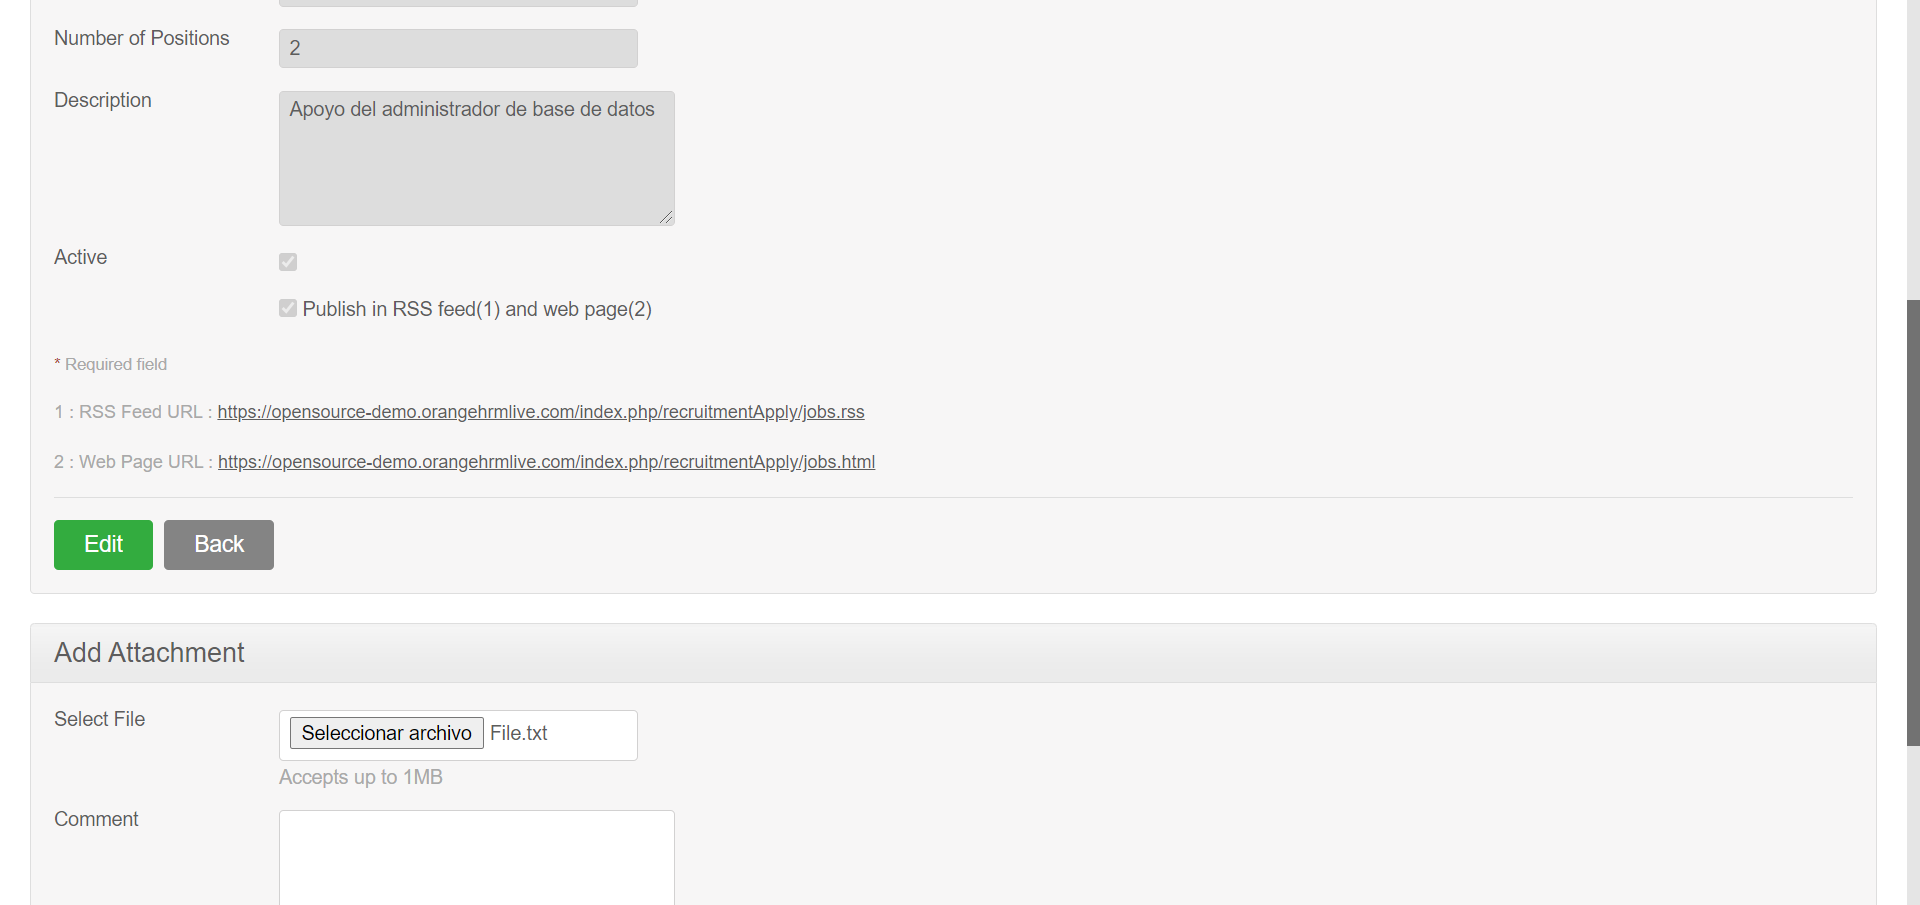 Number of Positions
2
Description
Apoyo del administrador de base de datos
Active
Publish in RSS feed(1) and web page(2)
* Required field
1 : RSS Feed URL : https://opensource-demo.orangehrmlive.com/index.php/recruitmentApply/jobs.rss
2 : Web Page URL : https://opensource-demo.orangehrmlive.com/index.php/recruitmentApply/jobs.html
Edit Back
Add Attachment
Select File
Seleccionar archivo File.txt
Accepts up to 1MB
Comment